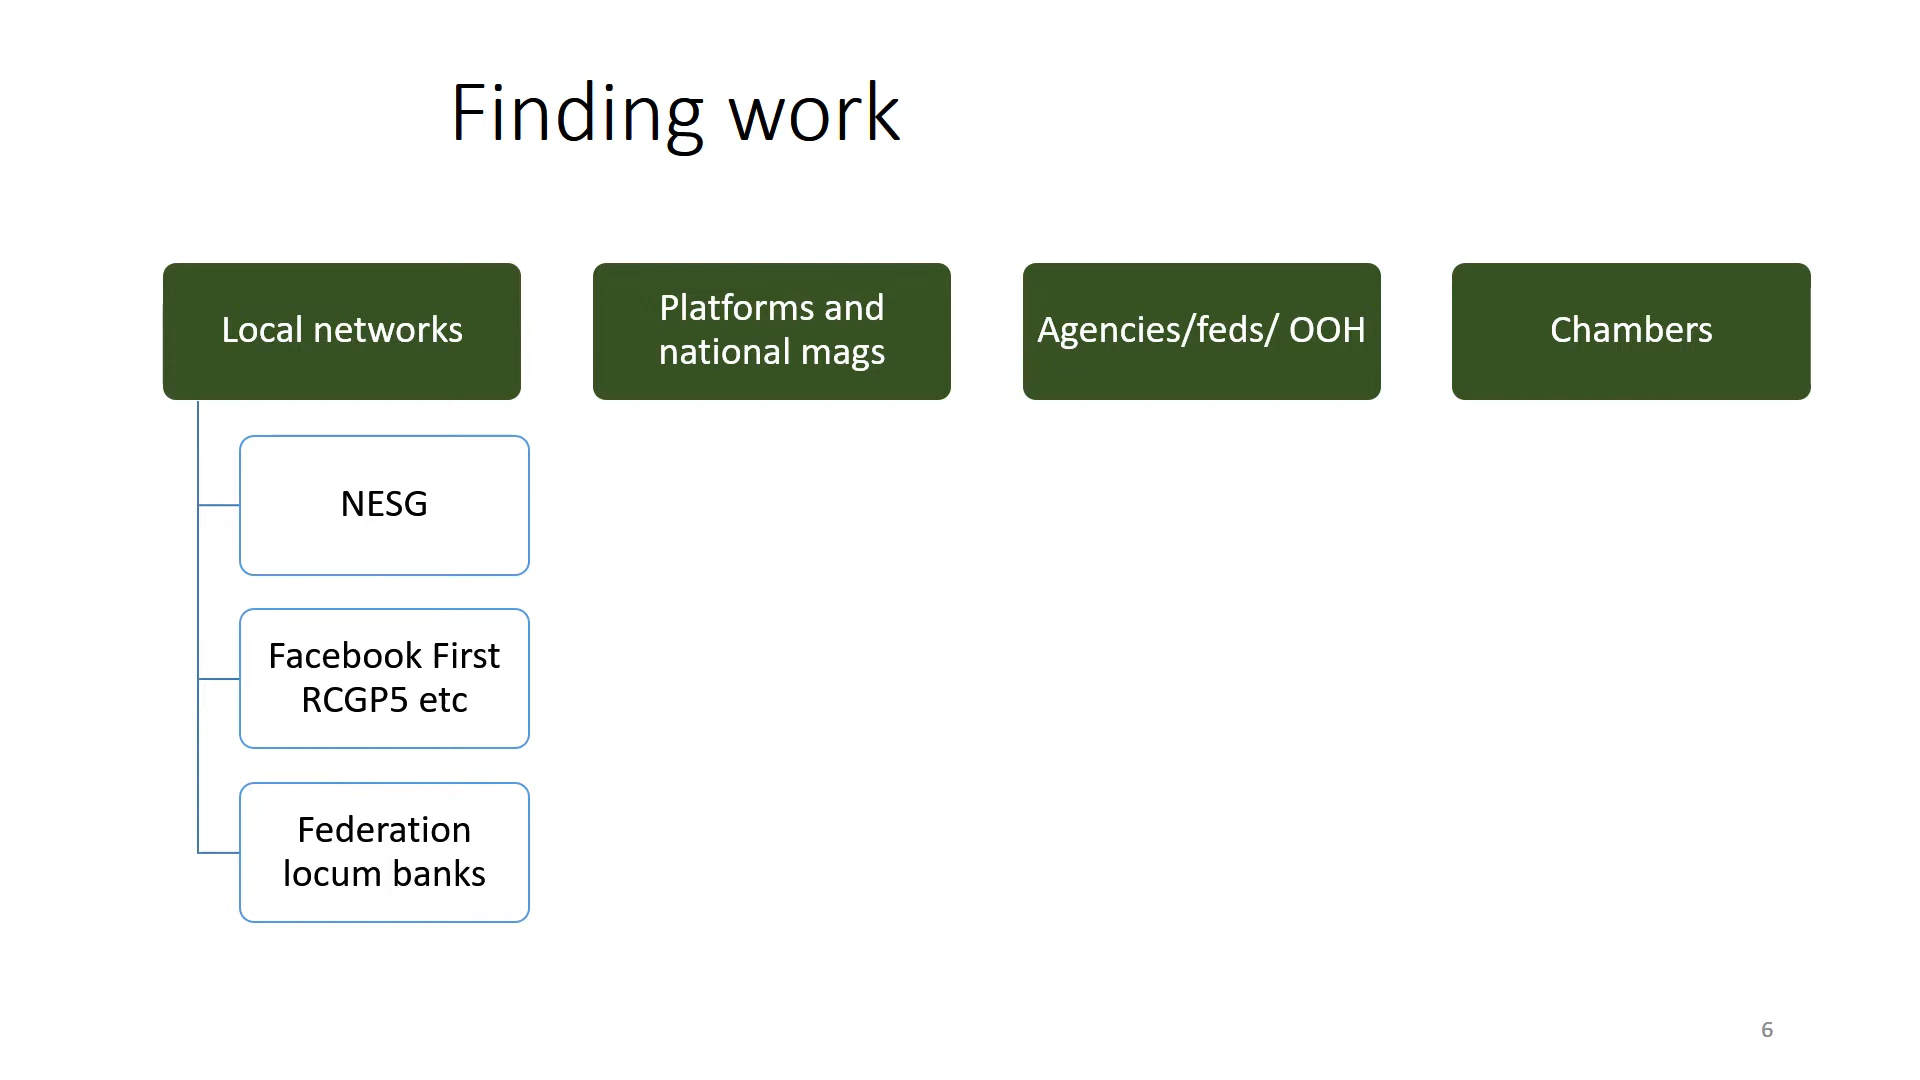 Finding work
Local networks
Platforms and
national mags
Agencies/feds/ OOH
Chambers
NESG
Facebook First
RCGP5 etc
Federation
locum banks
6